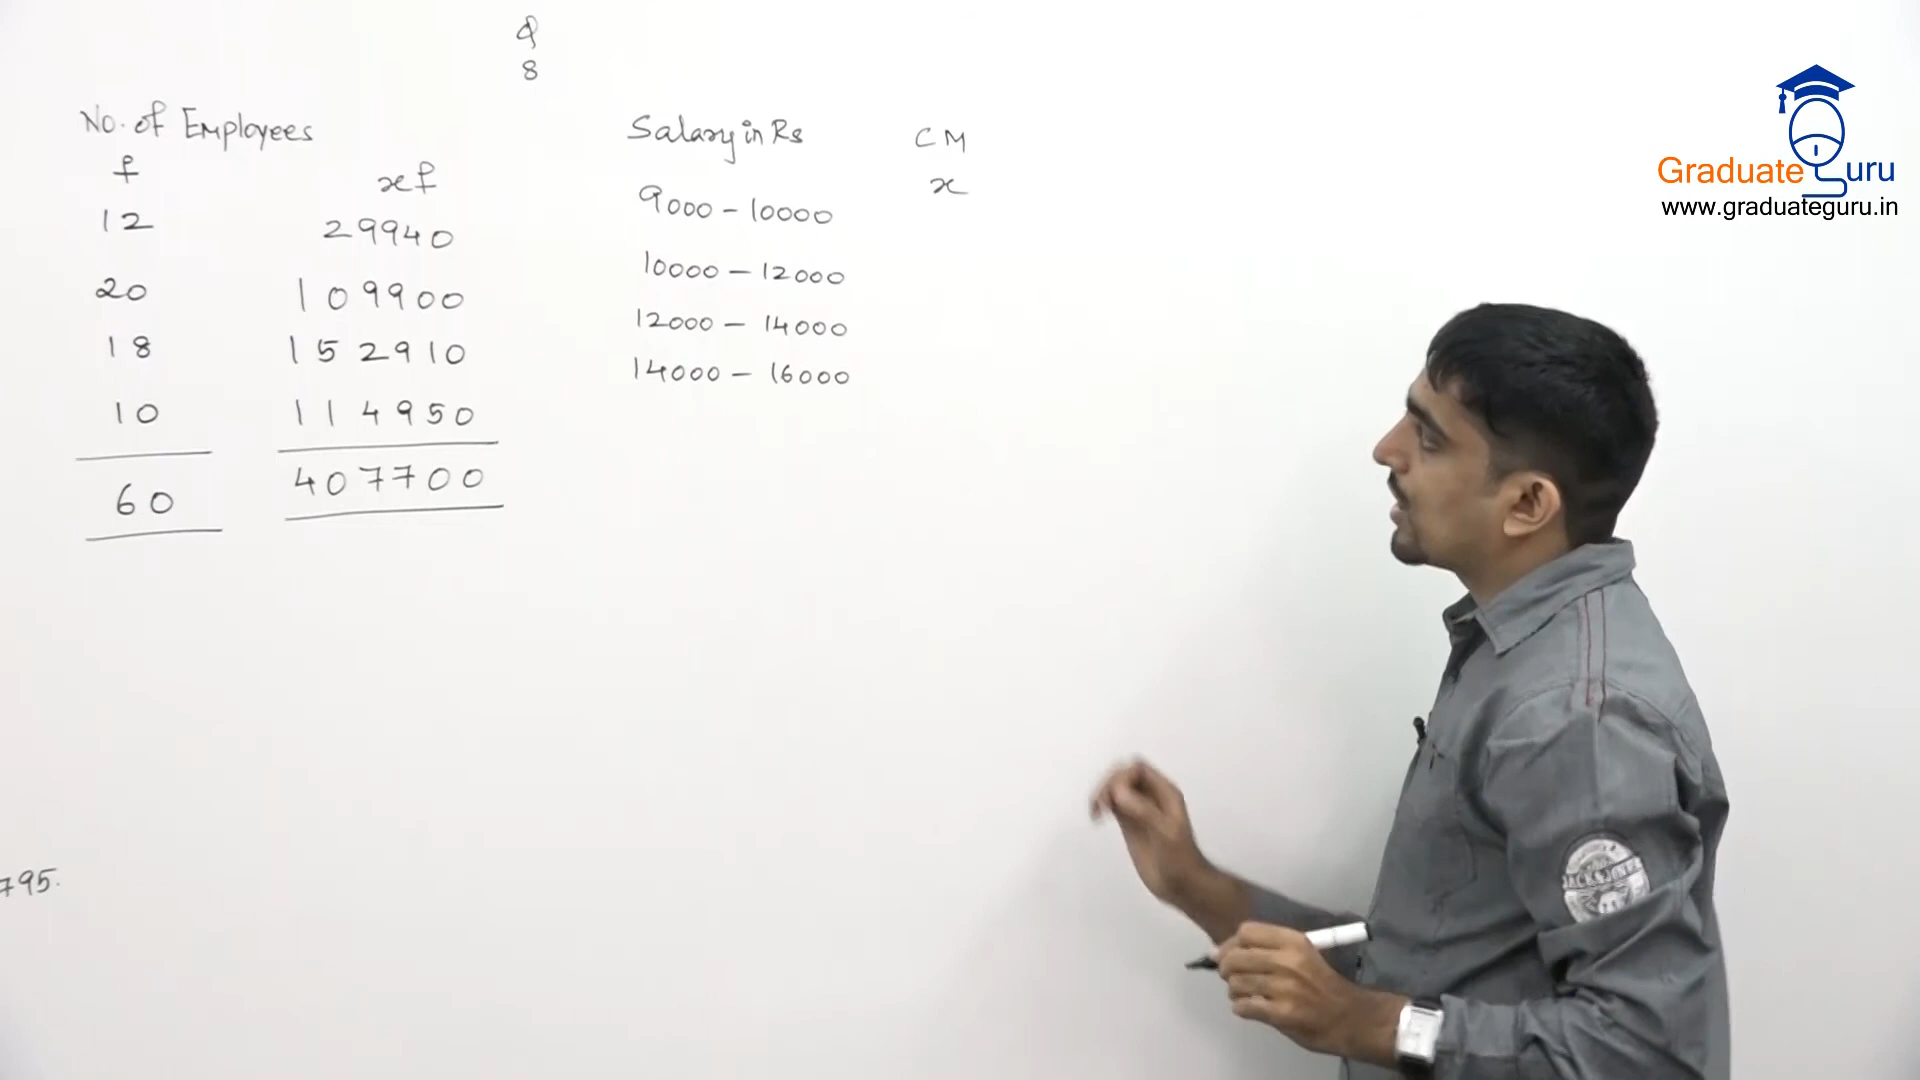 Q
8
No. of Employees
f
xf
12 29940
20 109900
18 152910
10 114950
60 407700
795.
Salary in Rs CM
x
9000 - 10000
10000 - 12000
12000 - 14000
14000 - 16000
Graduate Guru
www.graduateguru.in